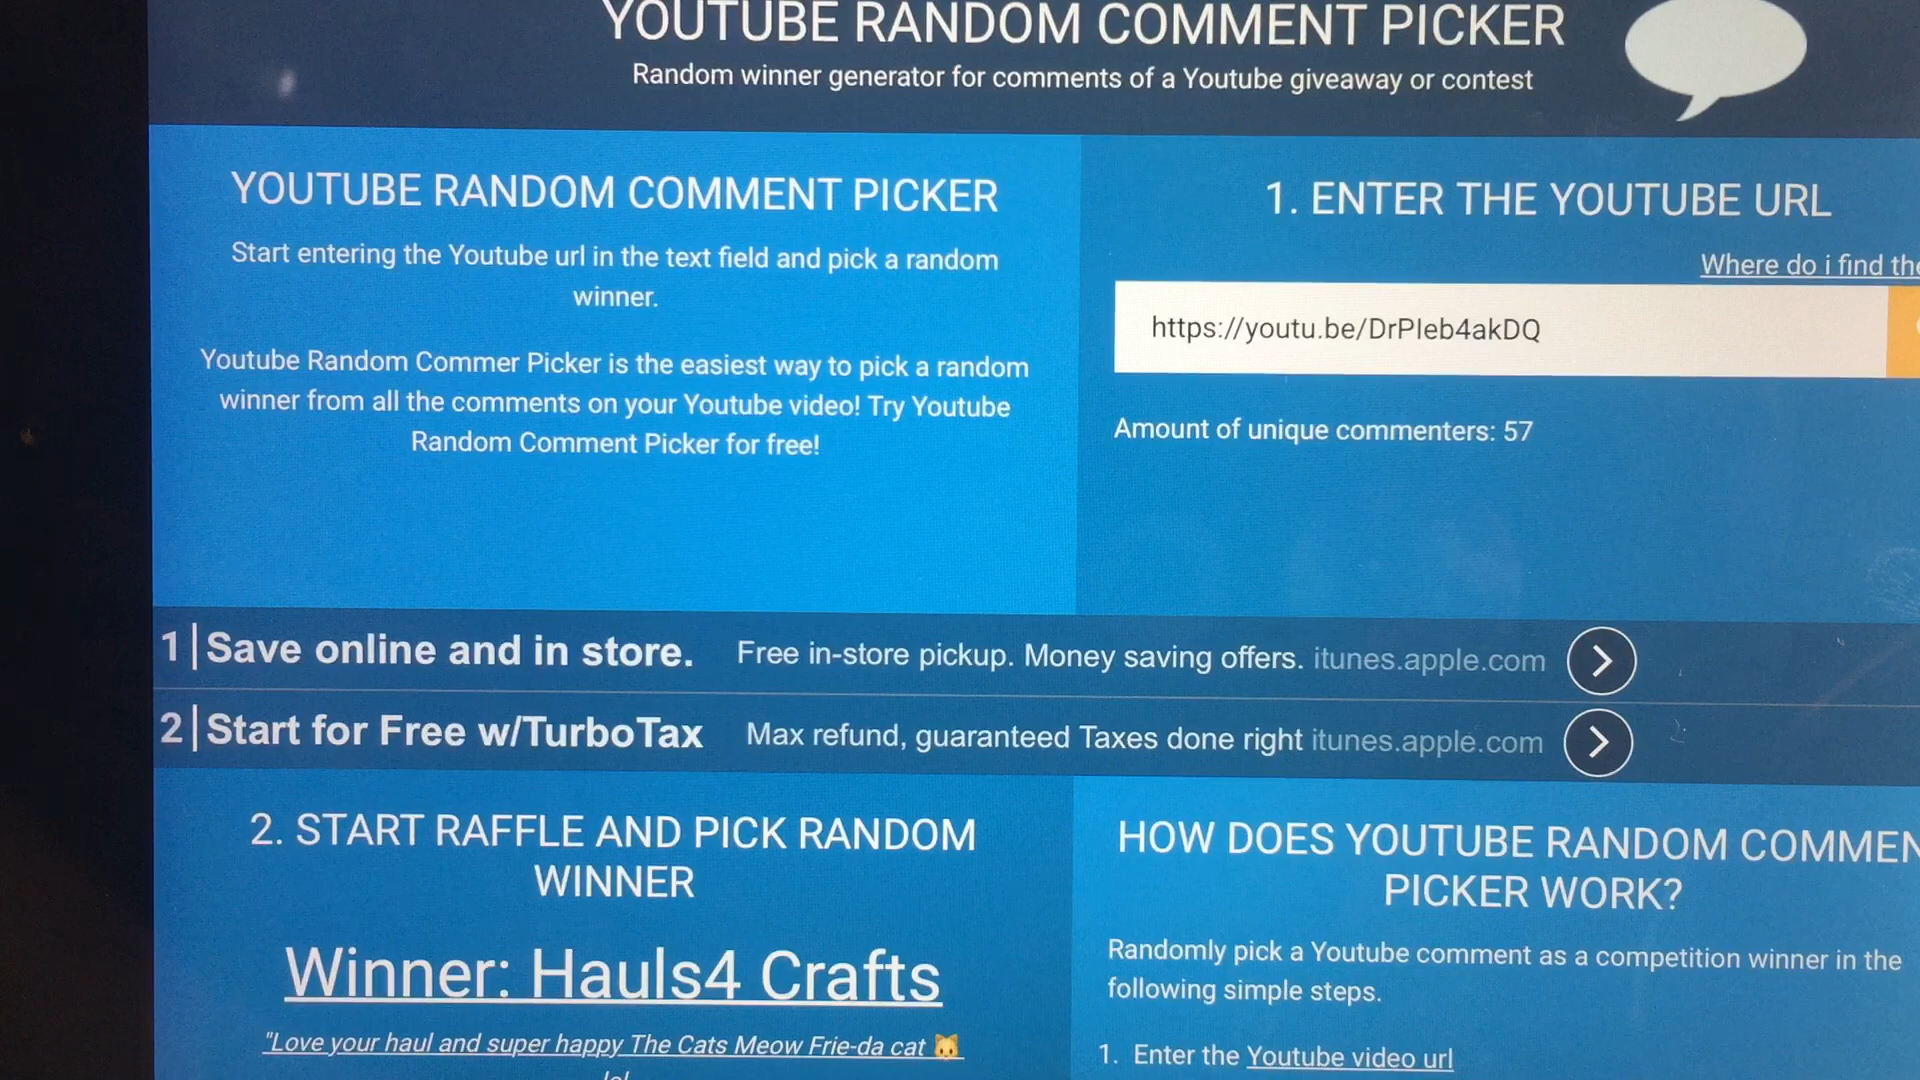 YOUTUBE RANDOM COMMENT PICKER
Random winner generator for comments of a Youtube giveaway or contest
YOUTUBE RANDOM COMMENT PICKER
Start entering the Youtube url in the text field and pick a random
winner.
Youtube Random Commer Picker is the easiest way to pick a random
winner from all the comments on your Youtube video! Try Youtube
Random Comment Picker for free!
1. ENTER THE YOUTUBE URL
Where do i find the
https://youtu.be/DrPIeb4akDQ
Amount of unique commenters: 57
1 Save online and in store. Free in-store pickup. Money saving offers. itunes.apple.com
2 Start for Free w/TurboTax Max refund, guaranteed Taxes done right itunes.apple.com
2. START RAFFLE AND PICK RANDOM
WINNER
Winner: Hauls4 Crafts
"Love your haul and super happy The Cats Meow Frie-da cat 🐱
HOW DOES YOUTUBE RANDOM COMMEN
PICKER WORK?
Randomly pick a Youtube comment as a competition winner in the
following simple steps.
1. Enter the Youtube video url